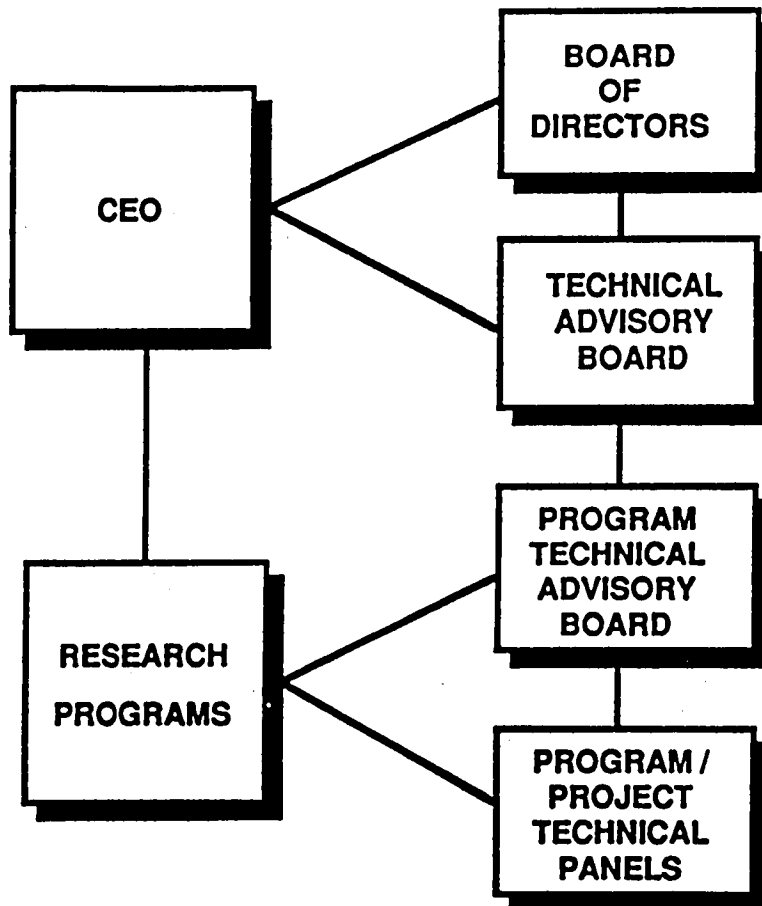 BOARD
OF
DIRECTORS
CEO
TECHNICAL
ADVISORY
BOARD
PROGRAM
TECHNICAL
ADVISORY
BOARD
RESEARCH
PROGRAMS
PROGRAM /
PROJECT
TECHNICAL
PANELS